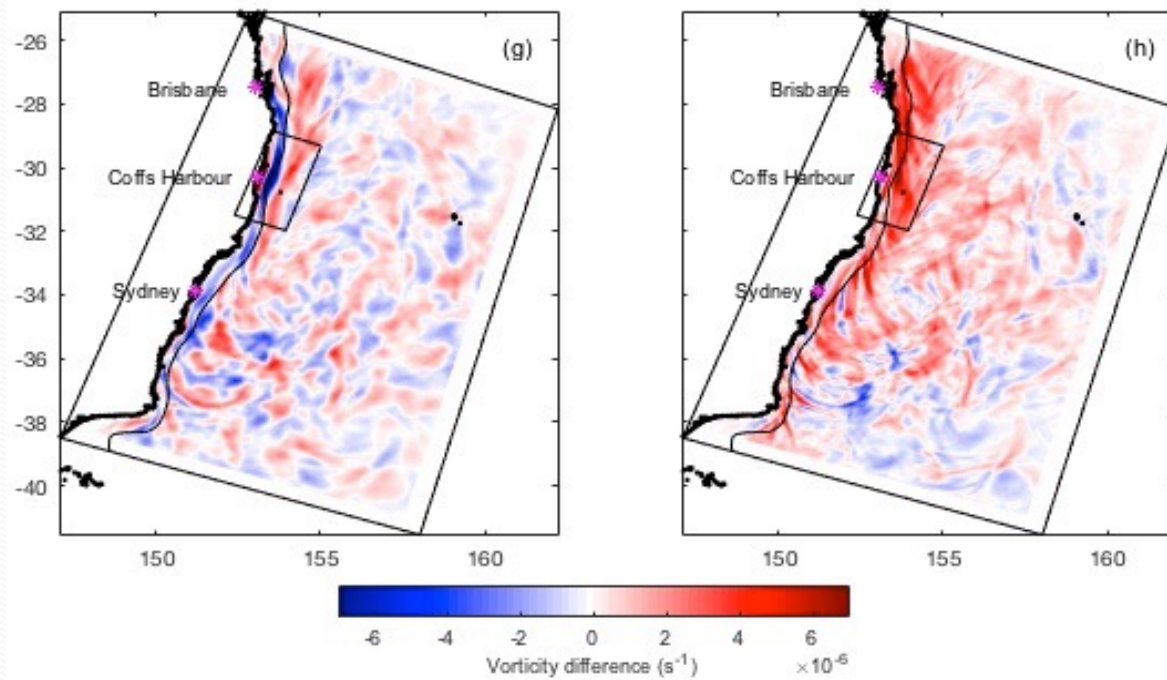 (g)
-26
Brisbane
-28
-30
Coffs Harbour
-32
-34
Sydney
-36
-38
-40
150 155 160
(h)
Brisbane
Coffs Harbour
Sydney
150 155 160
-6 -4 -2 0 2 4 6
Vorticity difference (s⁻¹) ×10⁻⁶